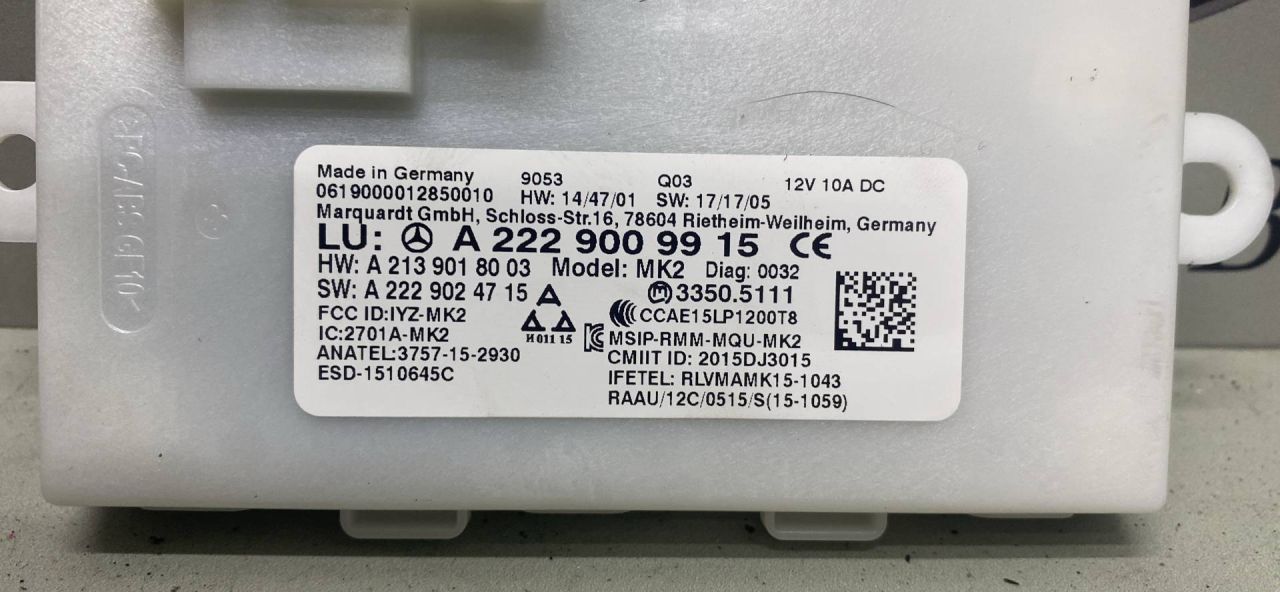 Made in Germany 9053 Q03 12V 10A DC
0619000012850010 HW: 14/47/01 SW: 17/17/05
Marquardt GmbH, Schloss-Str.16, 78604 Rietheim-Weilheim, Germany
LU: A 222 900 99 15 CE
HW: A 213 901 80 03 Model: MK2 Diag: 0032
SW: A 222 902 47 15 3350.5111
FCC ID:IYZ-MK2 CCAE15LP1200T8
IC:2701A-MK2 И011 15 MSIP-RMM-MQU-MK2
ANATEL:3757-15-2930 CMIIT ID: 2015DJ3015
ESD-1510645C IFETEL: RLVMAMK15-1043
RAAU/12C/0515/S(15-1059)